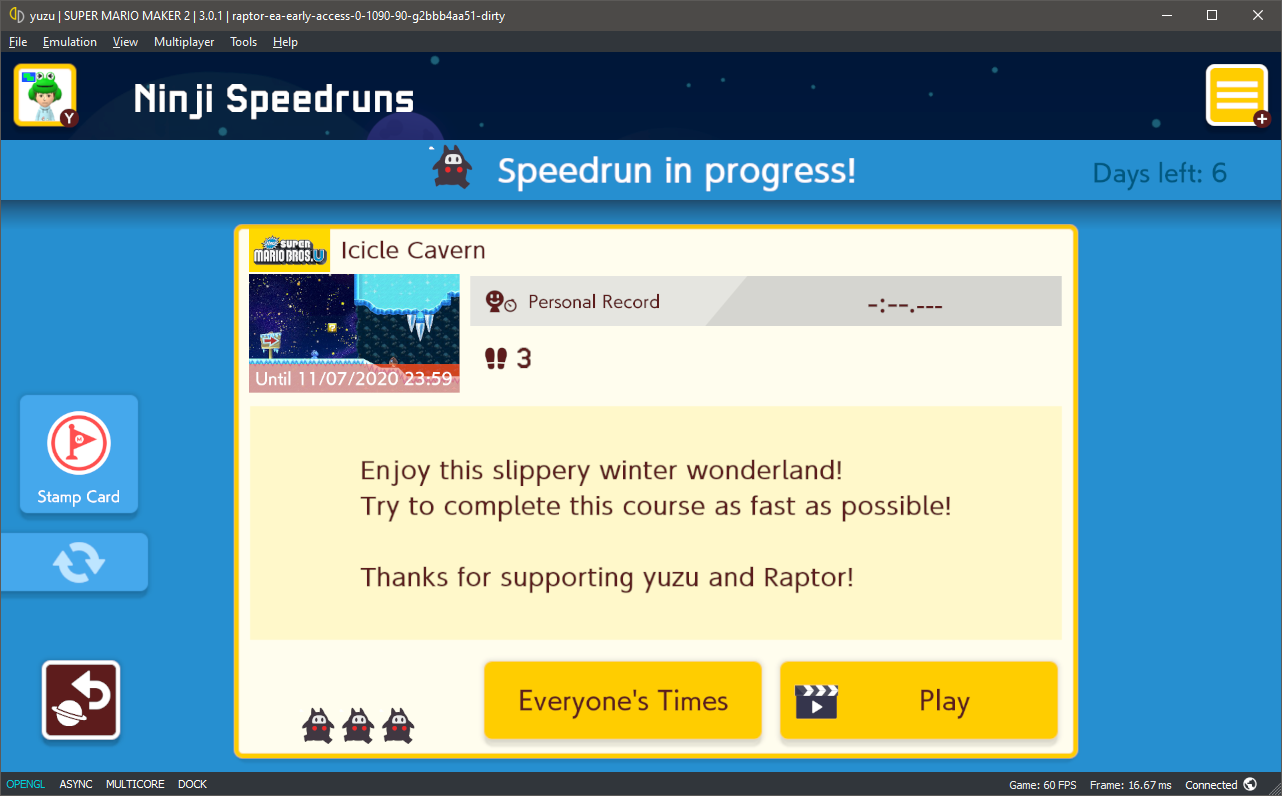 yuzu | SUPER MARIO MAKER 2 | 3.0.1 | raptor-ea-early-access-0-1090-90-g2bbb4aa51-dirty
File Emulation View Multiplayer Tools Help
Y
Ninji Speedruns
+
Speedrun in progress!
Days left: 6
NEW SUPER MARIO BROS. U
Icicle Cavern
Personal Record
-:--.---
3
Until 11/07/2020 23:59
Enjoy this slippery winter wonderland!
Try to complete this course as fast as possible!
Thanks for supporting yuzu and Raptor!
M
Stamp Card
Everyone's Times
Play
OPENGL ASYNC MULTICORE DOCK
Game: 60 FPS Frame: 16.67 ms Connected